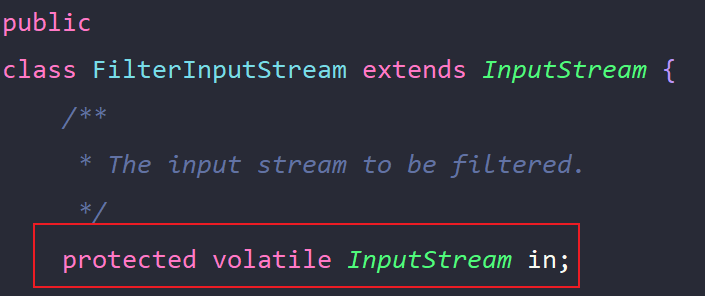 public
class FilterInputStream extends InputStream {
/**
* The input stream to be filtered.
*/
protected volatile InputStream in;